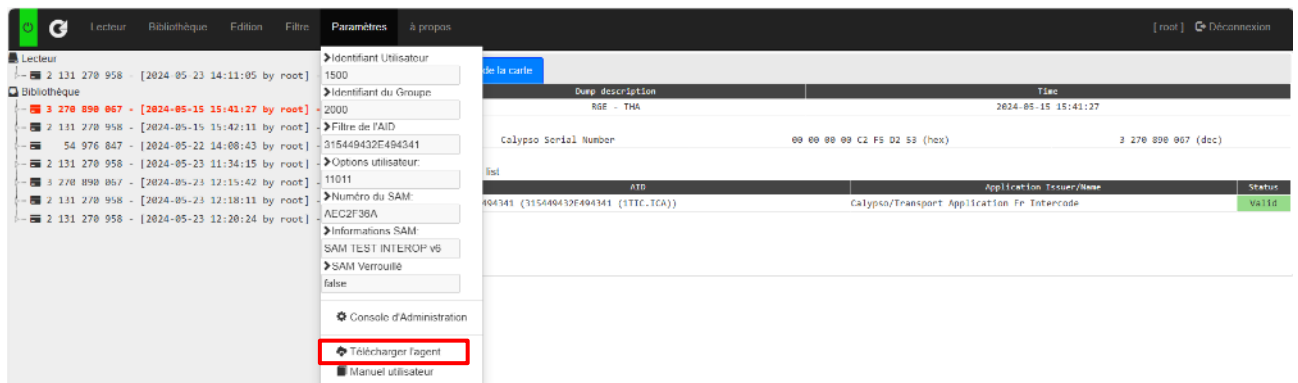 Lecteur Bibliothèque Edition Filtre Paramètres à propos [ root ] Déconnexion
Lecteur
2 131 270 958 - [2024-05-23 14:11:05 by root] -
Bibliothèque
3 270 890 067 - [2024-05-15 15:41:27 by root] -
2 131 270 958 - [2024-05-15 15:42:11 by root] -
54 976 847 - [2024-05-22 14:08:43 by root] -
2 131 270 958 - [2024-05-23 11:34:15 by root] -
3 270 890 067 - [2024-05-23 12:15:42 by root] -
2 131 270 958 - [2024-05-23 12:18:11 by root] -
2 131 270 958 - [2024-05-23 12:20:24 by root] -
Identifiant Utilisateur
1500
Identifiant du Groupe
2000
Filtre de l'AID
315449432E494341
Options utilisateur:
11011
Numéro du SAM:
AEC2F36A
Informations SAM:
SAM TEST INTEROP v6
SAM Verrouillé
false
Console d'Administration
Télécharger l'agent
Manuel utilisateur
de la carte
Dump description Time
RGE - THA 2024-05-15 15:41:27
Calypso Serial Number 00 00 00 00 C2 F5 D2 53 (hex) 3 270 890 067 (dec)
list
AID Application Issuer/Name Status
494341 (315449432E494341 (1TIC.ICA)) Calypso/Transport Application Fr Intercode Valid